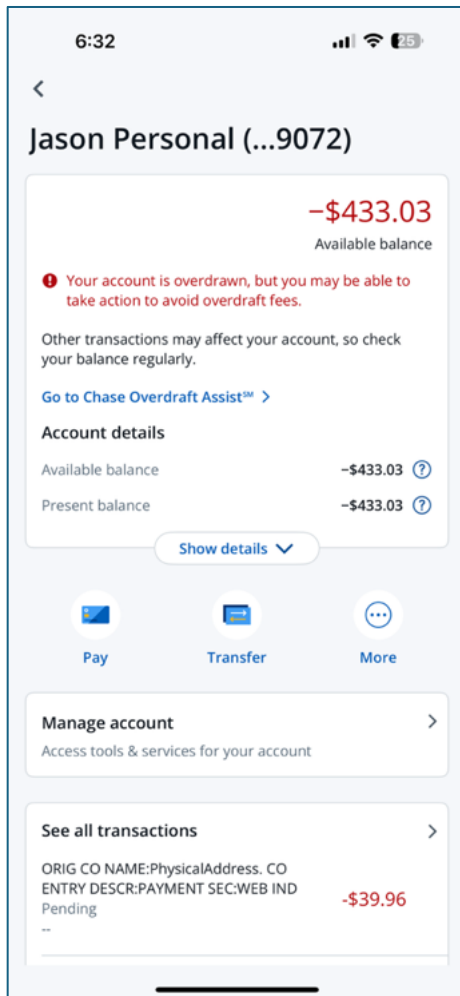 6:32 25
Jason Personal (...9072)
−$433.03
Available balance
Your account is overdrawn, but you may be able to
take action to avoid overdraft fees.
Other transactions may affect your account, so check
your balance regularly.
Go to Chase Overdraft Assist℠ >
Account details
Available balance −$433.03 ?
Present balance −$433.03 ?
Show details
Pay Transfer More
Manage account
Access tools & services for your account
See all transactions
ORIG CO NAME:PhysicalAddress. CO
ENTRY DESCR:PAYMENT SEC:WEB IND
-$39.96
Pending
--